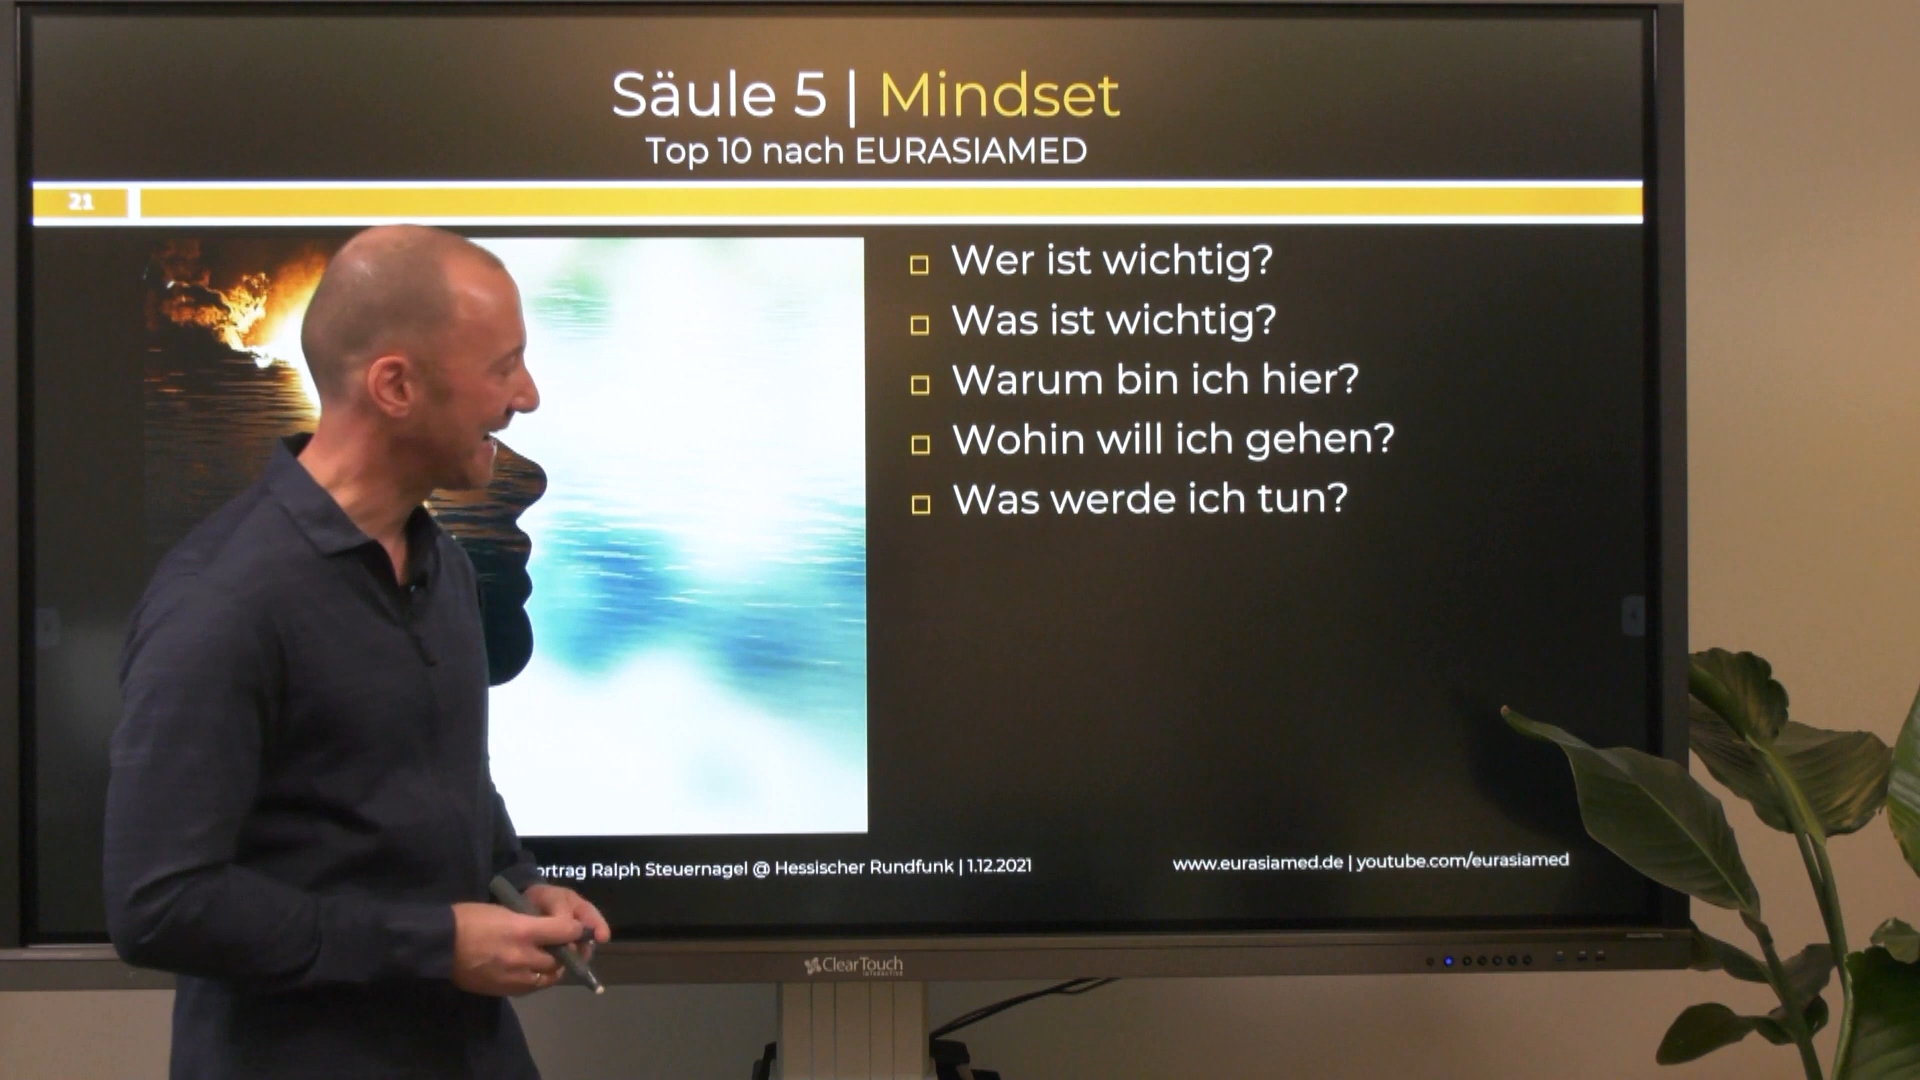 Säule 5 | Mindset
Top 10 nach EURASIAMED
21
Wer ist wichtig?
Was ist wichtig?
Warum bin ich hier?
Wohin will ich gehen?
Was werde ich tun?
Ralph Steuernagel @ Hessischer Rundfunk | 1.12.2021
www.eurasiamed.de | youtube.com/eurasiamed
ClearTouch
INTERACTIVE